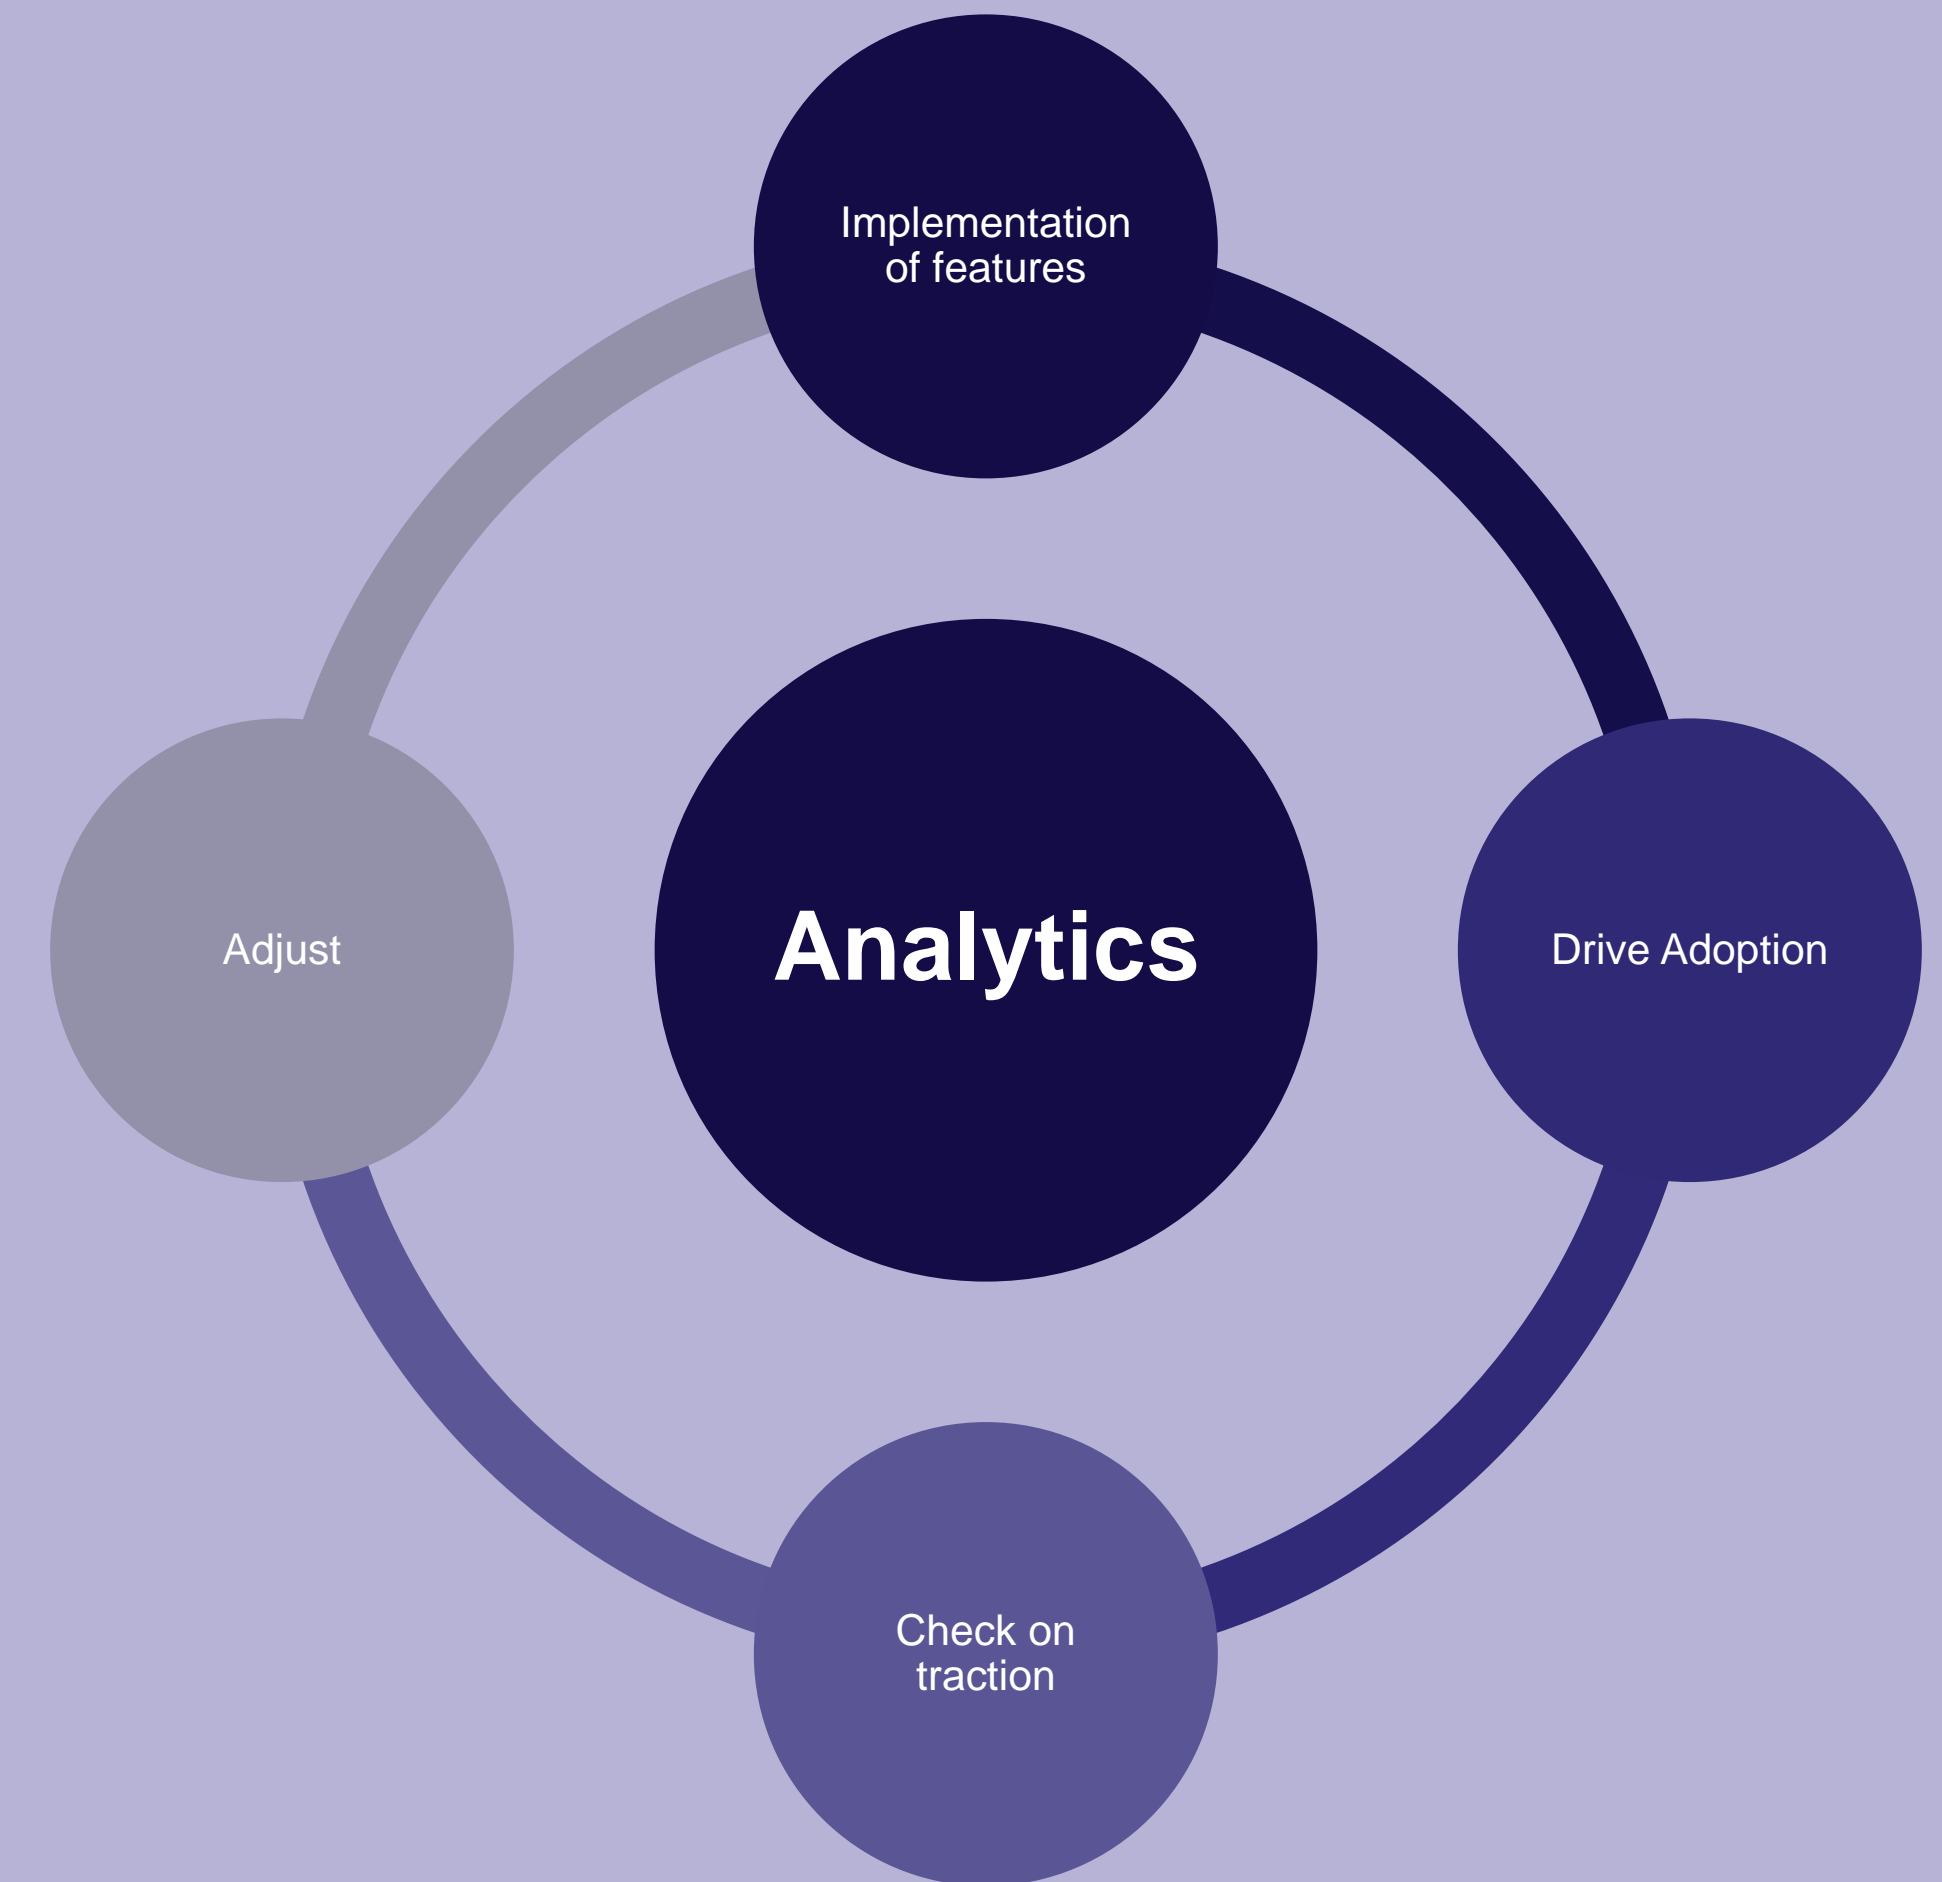 Implementation
of features
Adjust
Analytics
Drive Adoption
Check on
traction